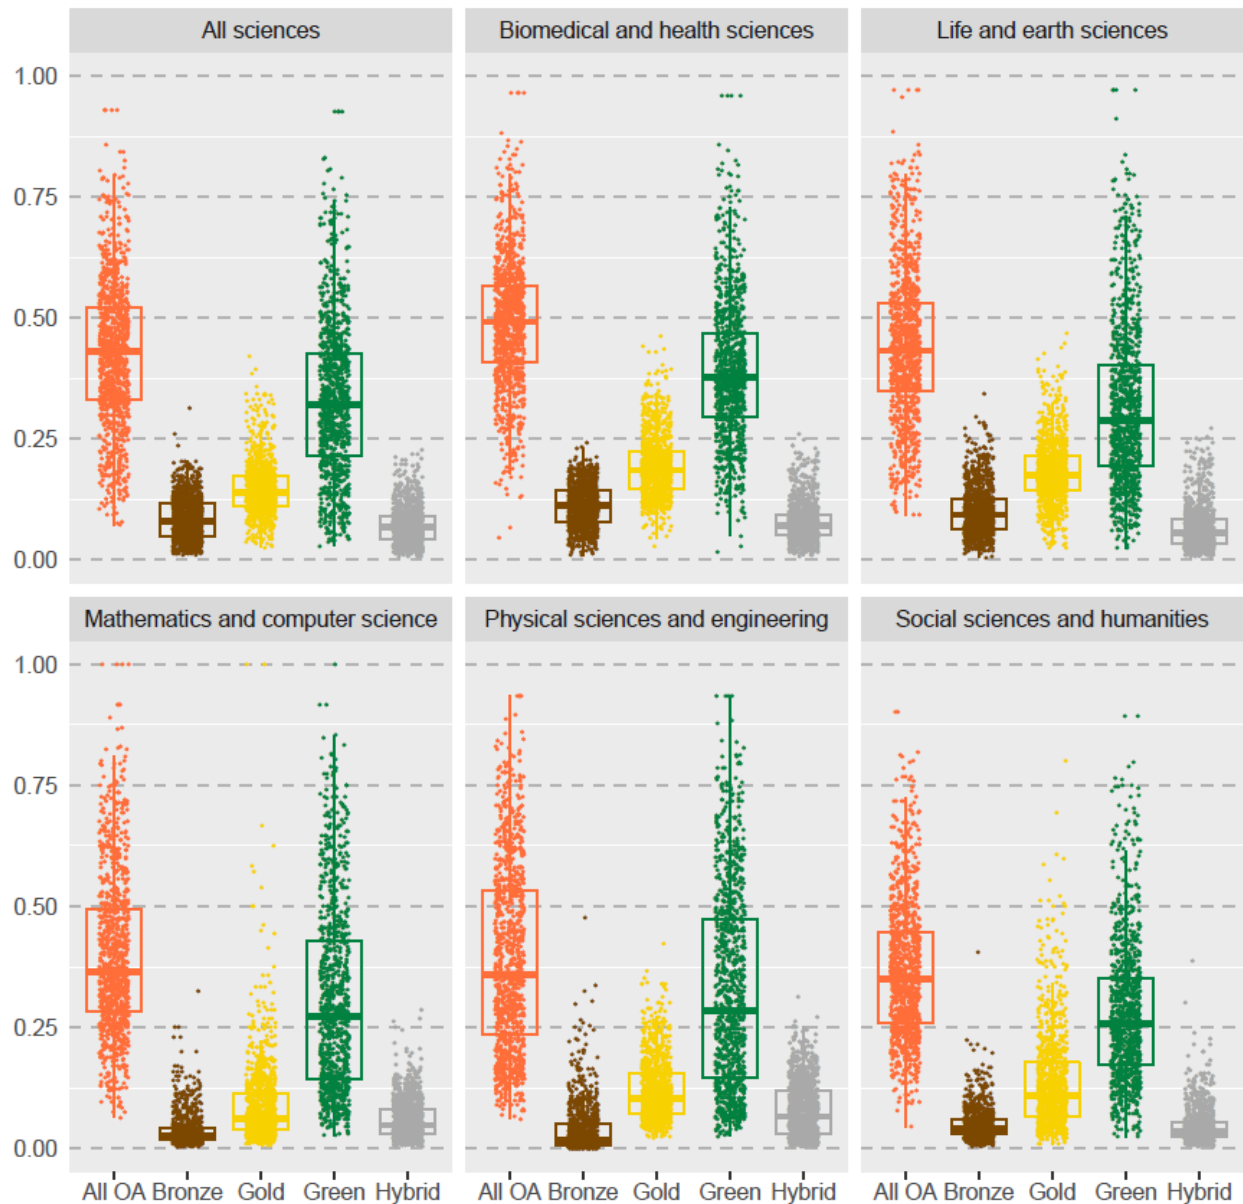 All sciences
Biomedical and health sciences
Life and earth sciences
1.00
0.75
0.50
0.25
0.00
Mathematics and computer science
Physical sciences and engineering
Social sciences and humanities
1.00
0.75
0.50
0.25
0.00
All OA Bronze Gold Green Hybrid
All OA Bronze Gold Green Hybrid
All OA Bronze Gold Green Hybrid